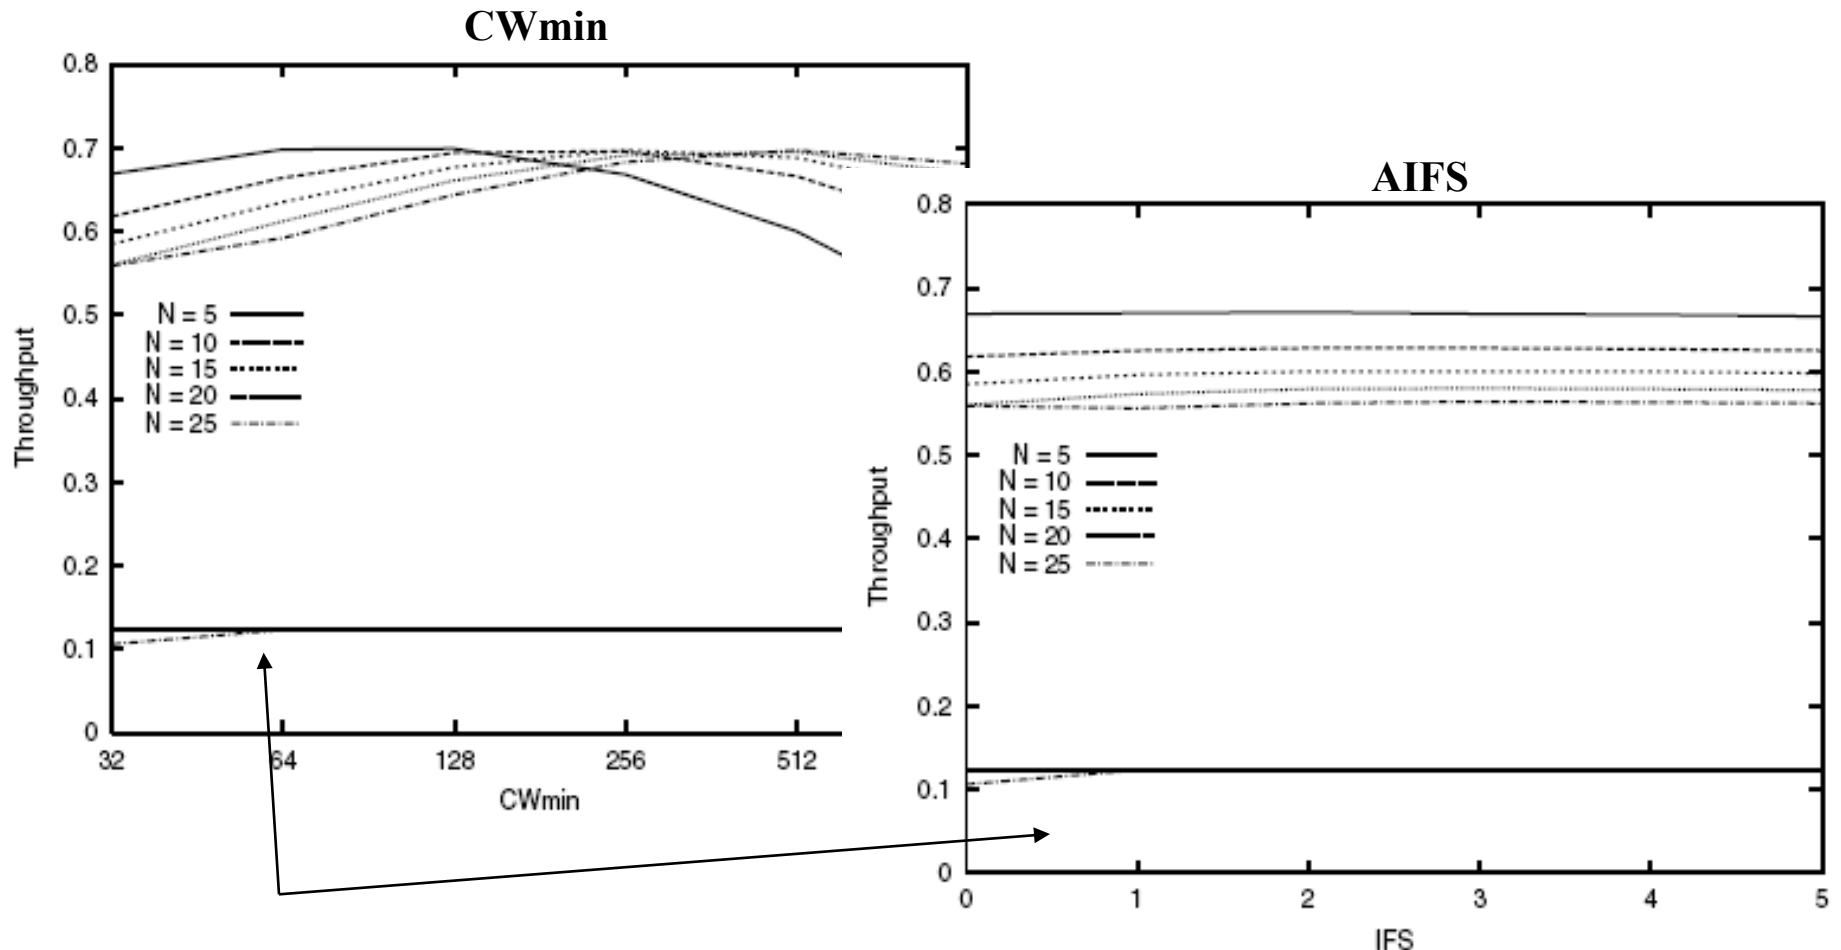 CWmin
0.8
0.7
0.6
0.5
0.4
0.3
0.2
0.1
0
Throughput
N = 5
N = 10
N = 15
N = 20
N = 25
32 64 128 256 512
CWmin
AIFS
0.8
0.7
0.6
0.5
0.4
0.3
0.2
0.1
0
Throughput
N = 5
N = 10
N = 15
N = 20
N = 25
0 1 2 3 4 5
IFS